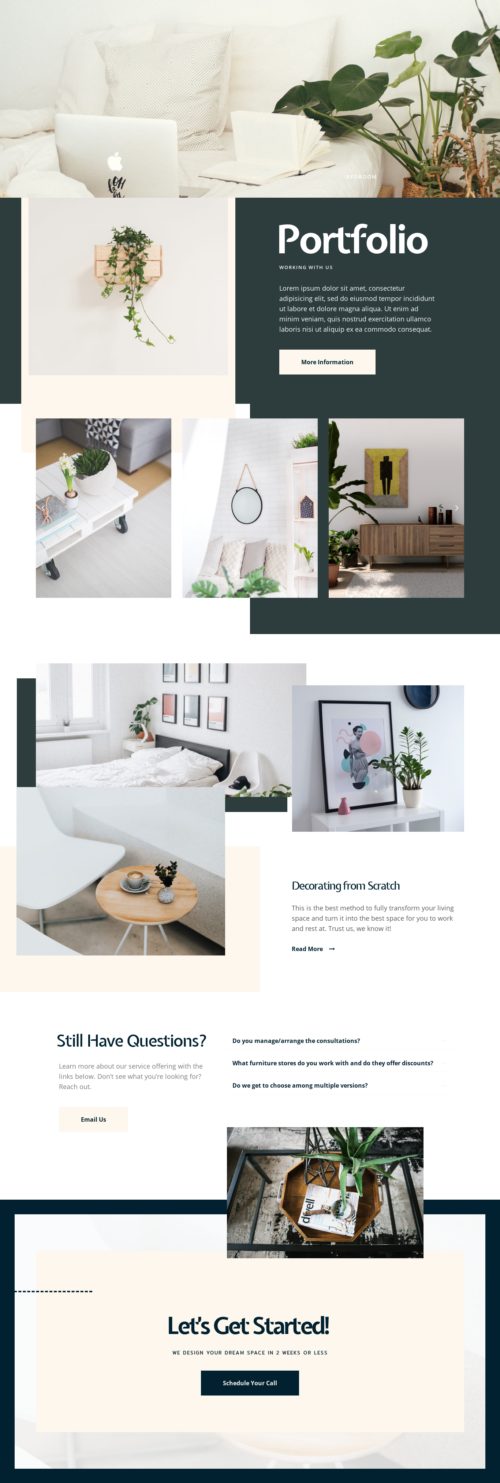 BEDROOM
Portfolio
WORKING WITH US
Lorem ipsum dolor sit amet, consectetur
adipisicing elit, sed do eiusmod tempor incididunt
ut labore et dolore magna aliqua. Ut enim ad
minim veniam, quis nostrud exercitation ullamco
laboris nisi ut aliquip ex ea commodo consequat.
More Information
Decorating from Scratch
This is the best method to fully transform your living
space and turn it into the best space for you to work
and rest at. Trust us, we know it!
Read More
Still Have Questions?
Learn more about our service offering with the
links below. Don't see what you're looking for?
Reach out.
Email Us
Do you manage/arrange the consultations?
What furniture stores do you work with and do they offer discounts?
Do we get to choose among multiple versions?
dwell
Let's Get Started!
WE DESIGN YOUR DREAM SPACE IN 2 WEEKS OR LESS
Schedule Your Call